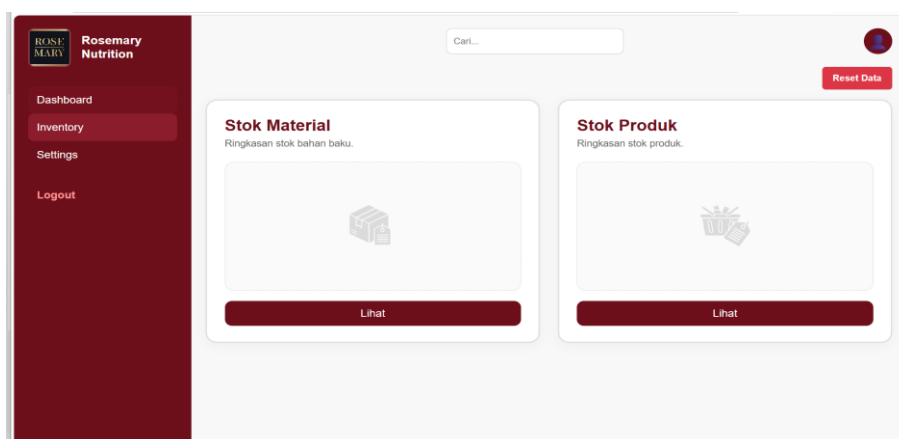 ROSE
MARY
Rosemary
Nutrition
Cari...
Reset Data
Dashboard
Inventory
Settings
Logout
Stok Material
Ringkasan stok bahan baku.
Lihat
Stok Produk
Ringkasan stok produk.
Lihat